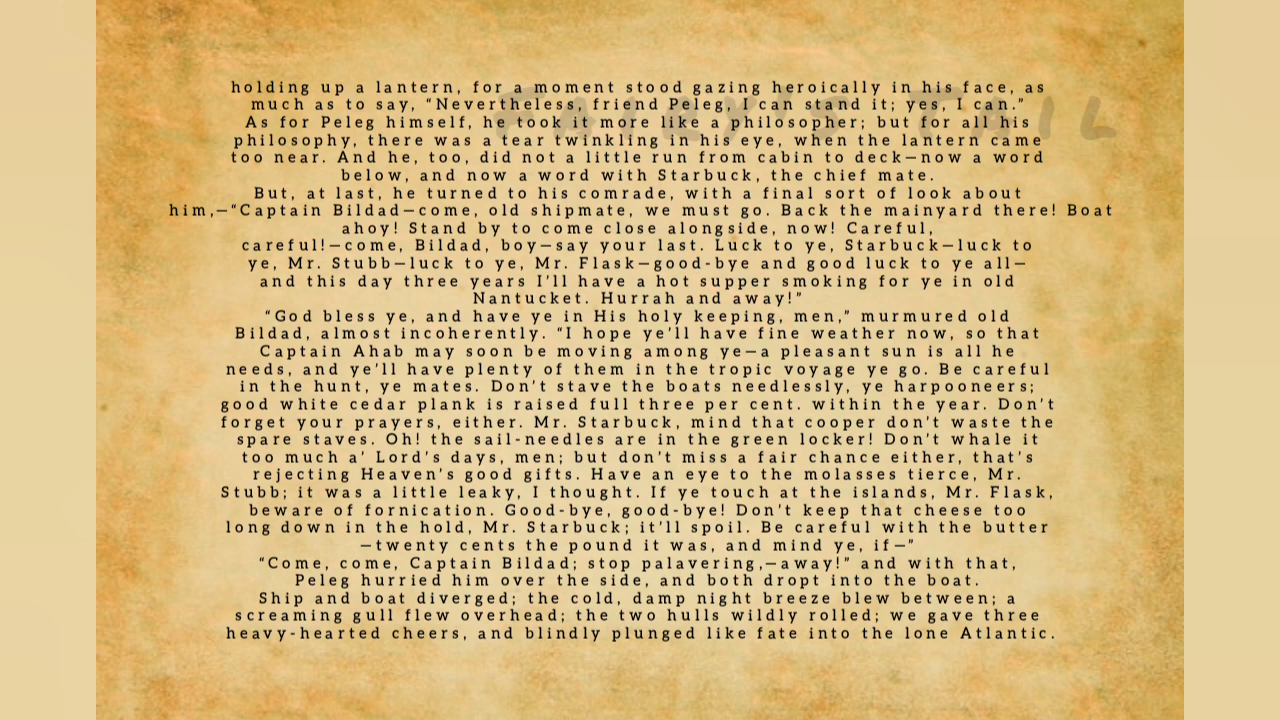 holding up a lantern, for a moment stood gazing heroically in his face, as
much as to say, “Nevertheless, friend Peleg, I can stand it; yes, I can.”
As for Peleg himself, he took it more like a philosopher; but for all his
philosophy, there was a tear twinkling in his eye, when the lantern came
too near. And he, too, did not a little run from cabin to deck—now a word
below, and now a word with Starbuck, the chief mate.
But, at last, he turned to his comrade, with a final sort of look about
him,—“Captain Bildad—come, old shipmate, we must go. Back the mainyard there! Boat
ahoy! Stand by to come close alongside, now! Careful,
careful!—come, Bildad, boy—say your last. Luck to ye, Starbuck—luck to
ye, Mr. Stubb—luck to ye, Mr. Flask—good-bye and good luck to ye all—
and this day three years I’ll have a hot supper smoking for ye in old
Nantucket. Hurrah and away!”
“God bless ye, and have ye in His holy keeping, men,” murmured old
Bildad, almost incoherently. “I hope ye’ll have fine weather now, so that
Captain Ahab may soon be moving among ye—a pleasant sun is all he
needs, and ye’ll have plenty of them in the tropic voyage ye go. Be careful
in the hunt, ye mates. Don’t stave the boats needlessly, ye harpooneers;
good white cedar plank is raised full three per cent. within the year. Don’t
forget your prayers, either. Mr. Starbuck, mind that cooper don’t waste the
spare staves. Oh! the sail-needles are in the green locker! Don’t whale it
too much a’ Lord’s days, men; but don’t miss a fair chance either, that’s
rejecting Heaven’s good gifts. Have an eye to the molasses tierce, Mr.
Stubb; it was a little leaky, I thought. If ye touch at the islands, Mr. Flask,
beware of fornication. Good-bye, good-bye! Don’t keep that cheese too
long down in the hold, Mr. Starbuck; it’ll spoil. Be careful with the butter
—twenty cents the pound it was, and mind ye, if—”
“Come, come, Captain Bildad; stop palavering,—away!” and with that,
Peleg hurried him over the side, and both dropt into the boat.
Ship and boat diverged; the cold, damp night breeze blew between; a
screaming gull flew overhead; the two hulls wildly rolled; we gave three
heavy-hearted cheers, and blindly plunged like fate into the lone Atlantic.